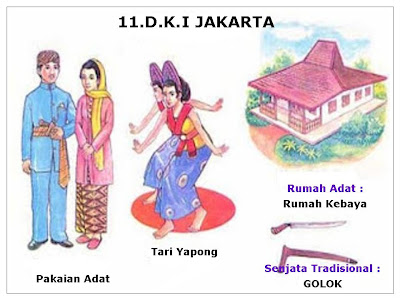 11.D.K.I JAKARTA
Rumah Adat :
Rumah Kebaya
Tari Yapong
Senjata Tradisional :
Pakaian Adat
GOLOK